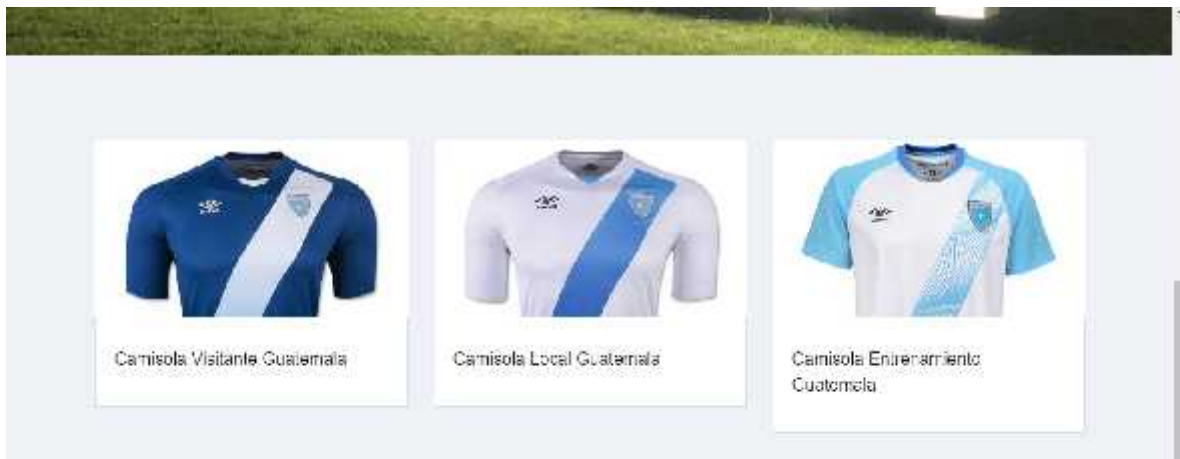 Camisola Visitante Guatemala
Camisola Local Guatemala
Camisola Entrenamiento
Guatemala